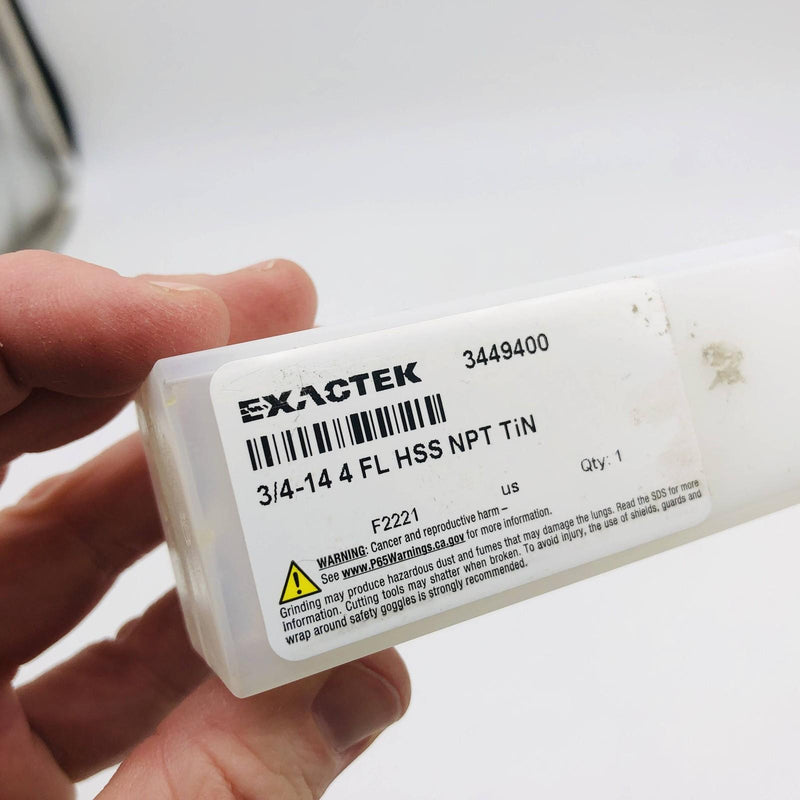 EXACTEK 3449400
3/4-14 4 FL HSS NPT TiN
Qty: 1
F2221 US
WARNING: Cancer and reproductive harm –
See www.P65Warnings.ca.gov for more information.
Grinding may produce hazardous dust and fumes that may damage the lungs. Read the SDS for more
information. Cutting tools may shatter when broken. To avoid injury, the use of shields, guards and
wrap around safety goggles is strongly recommended.